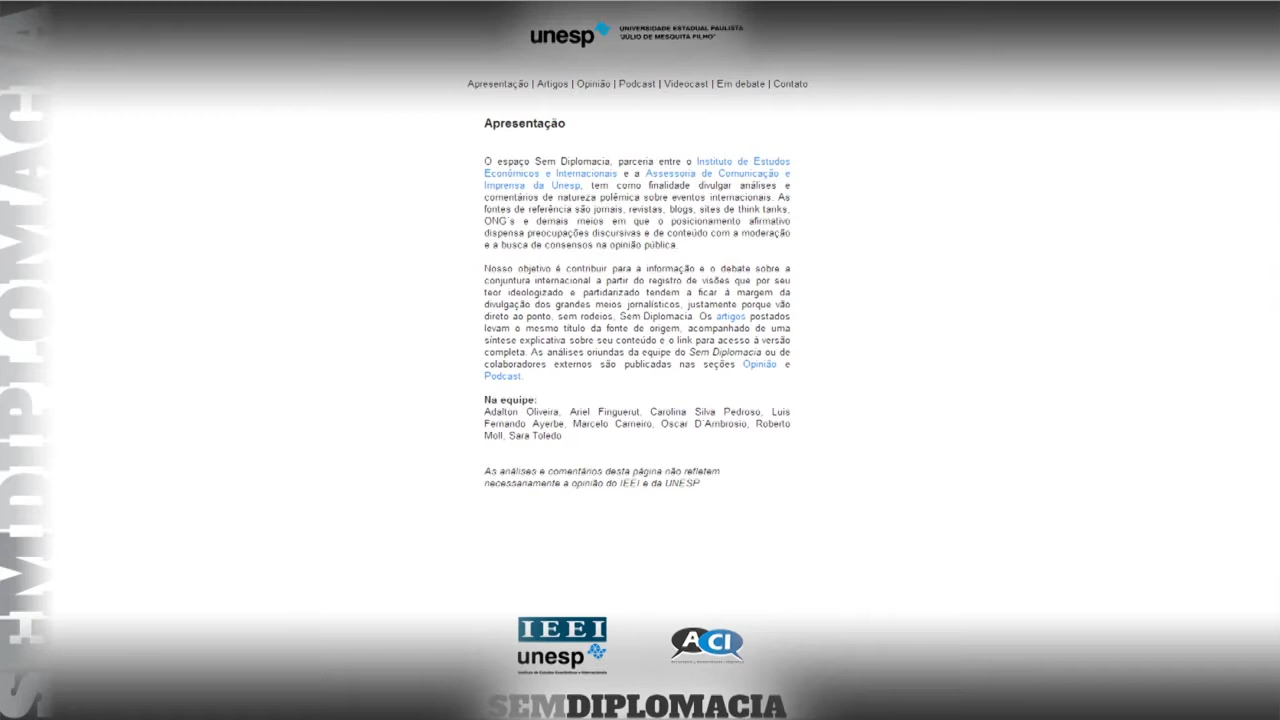 unesp
UNIVERSIDADE ESTADUAL PAULISTA
"JÚLIO DE MESQUITA FILHO"
Apresentação | Artigos | Opinião | Podcast | Videocast | Em debate | Contato
Apresentação
O espaço Sem Diplomacia, parceria entre o Instituto de Estudos
Econômicos e Internacionais e a Assessoria de Comunicação e
Imprensa da Unesp, tem como finalidade divulgar análises e
comentários de natureza polêmica sobre eventos internacionais. As
fontes de referência são jornais, revistas, blogs, sites de think tanks,
ONG´s e demais meios em que o posicionamento afirmativo
dispensa preocupações discursivas e de conteúdo com a moderação
e a busca de consensos na opinião pública.
Nosso objetivo é contribuir para a informação e o debate sobre a
conjuntura internacional a partir do registro de visões que por seu
teor ideologizado e partidarizado tendem a ficar à margem da
divulgação dos grandes meios jornalísticos, justamente porque vão
direto ao ponto, sem rodeios, Sem Diplomacia. Os artigos postados
levam o mesmo título da fonte de origem, acompanhado de uma
síntese explicativa sobre seu conteúdo e o link para acesso à versão
completa. As análises oriundas da equipe do Sem Diplomacia ou de
colaboradores externos são publicadas nas seções Opinião e
Podcast.
Na equipe:
Adalton Oliveira, Ariel Finguerut, Carolina Silva Pedroso, Luis
Fernando Ayerbe, Marcelo Carneiro, Oscar D´Ambrosio, Roberto
Moll, Sara Toledo
As análises e comentários desta página não refletem
necessariamente a opinião do IEEI e da UNESP
IEEI
unesp
Instituto de Estudos Econômicos e Internacionais
ACI
SEMDIPLOMACIA
SEMDIPLOMACIA